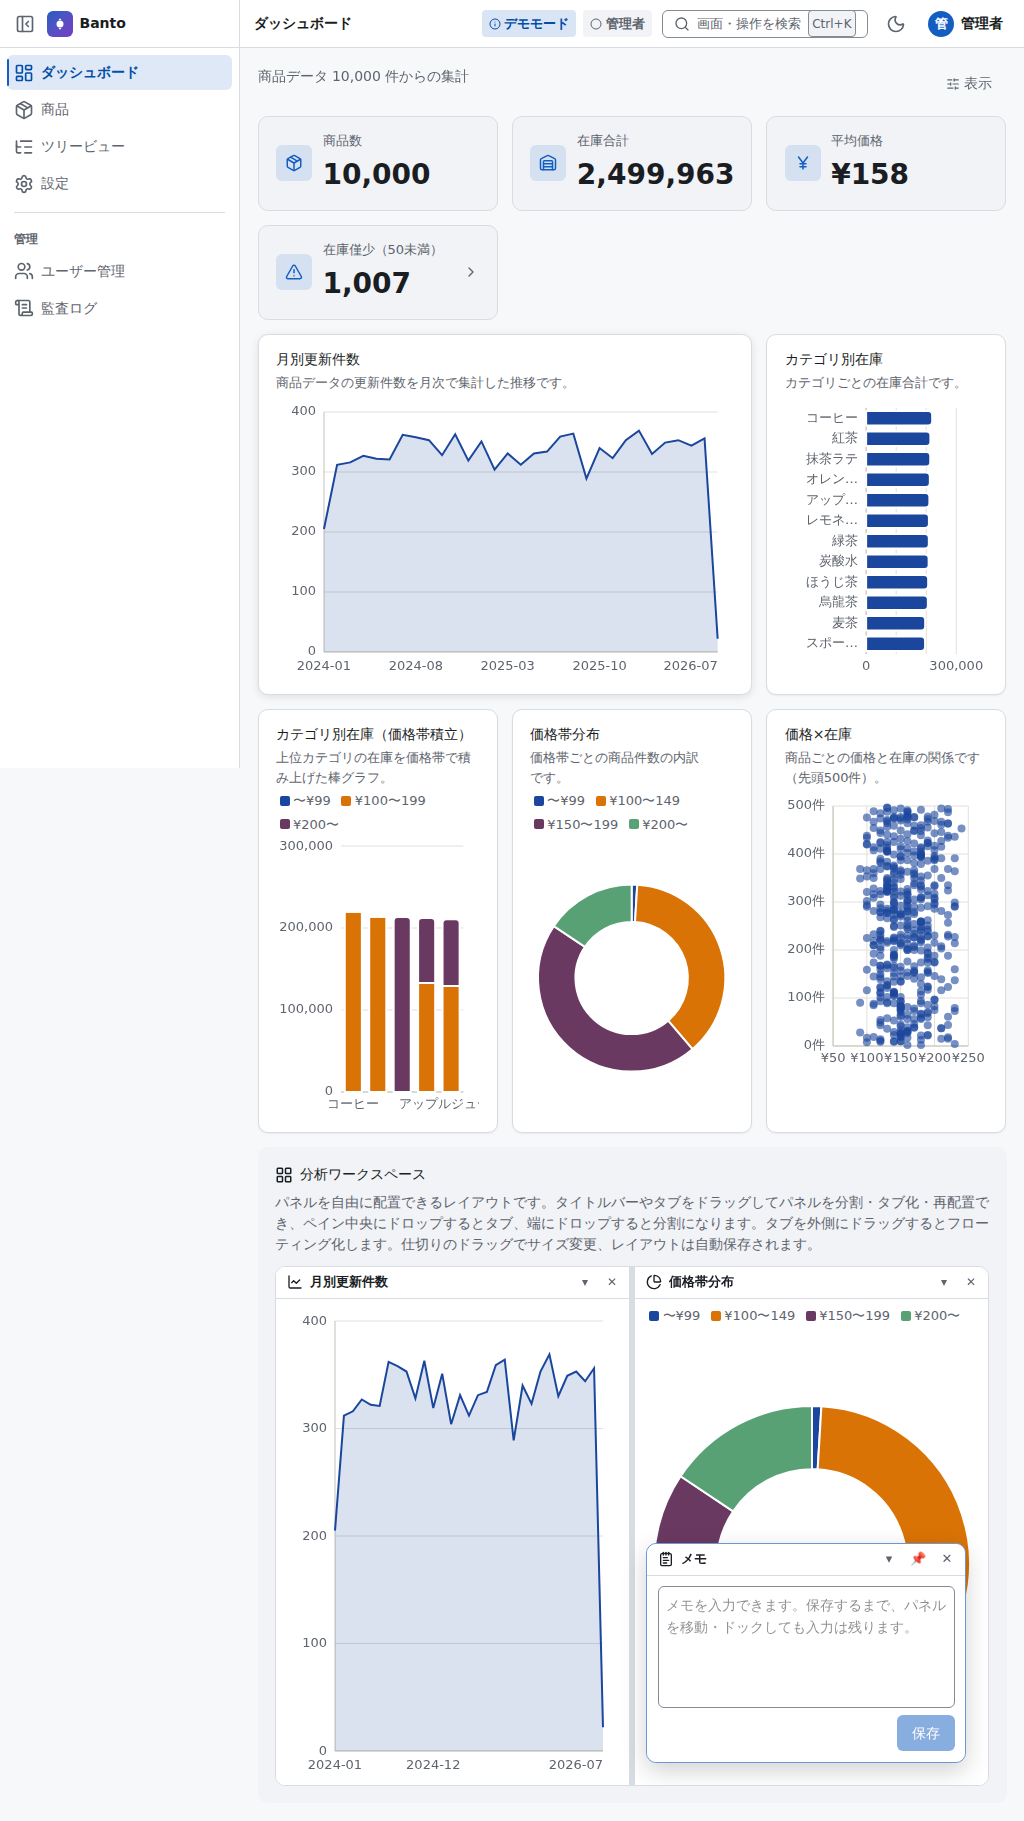 Banto
ダッシュボード
デモモード
管理者
画面・操作を検索 Ctrl+K
管 管理者
ダッシュボード
商品
ツリービュー
設定
管理
ユーザー管理
監査ログ
商品データ 10,000 件からの集計
表示
商品数
10,000
在庫合計
2,499,963
平均価格
¥158
在庫僅少（50未満）
1,007
月別更新件数
商品データの更新件数を月次で集計した推移です。
400
300
200
100
0
2024-01 2024-08 2025-03 2025-10 2026-07
カテゴリ別在庫
カテゴリごとの在庫合計です。
コーヒー
紅茶
抹茶ラテ
オレン…
アップ…
レモネ…
緑茶
炭酸水
ほうじ茶
烏龍茶
麦茶
スポー…
0 300,000
カテゴリ別在庫（価格帯積立）
上位カテゴリの在庫を価格帯で積
み上げた棒グラフ。
〜¥99 ¥100〜199
¥200〜
300,000
200,000
100,000
0
コーヒー アップルジュ
価格帯分布
価格帯ごとの商品件数の内訳
です。
〜¥99 ¥100〜149
¥150〜199 ¥200〜
価格×在庫
商品ごとの価格と在庫の関係です
（先頭500件）。
500件
400件
300件
200件
100件
0件
¥50 ¥100 ¥150 ¥200 ¥250
分析ワークスペース
パネルを自由に配置できるレイアウトです。タイトルバーやタブをドラッグしてパネルを分割・タブ化・再配置で
き、ペイン中央にドロップするとタブ、端にドロップすると分割になります。タブを外側にドラッグするとフロー
ティング化します。仕切りのドラッグでサイズ変更、レイアウトは自動保存されます。
月別更新件数
400
300
200
100
0
2024-01 2024-12 2026-07
価格帯分布
〜¥99 ¥100〜149 ¥150〜199 ¥200〜
メモ
メモを入力できます。保存するまで、パネル
を移動・ドックしても入力は残ります。
保存